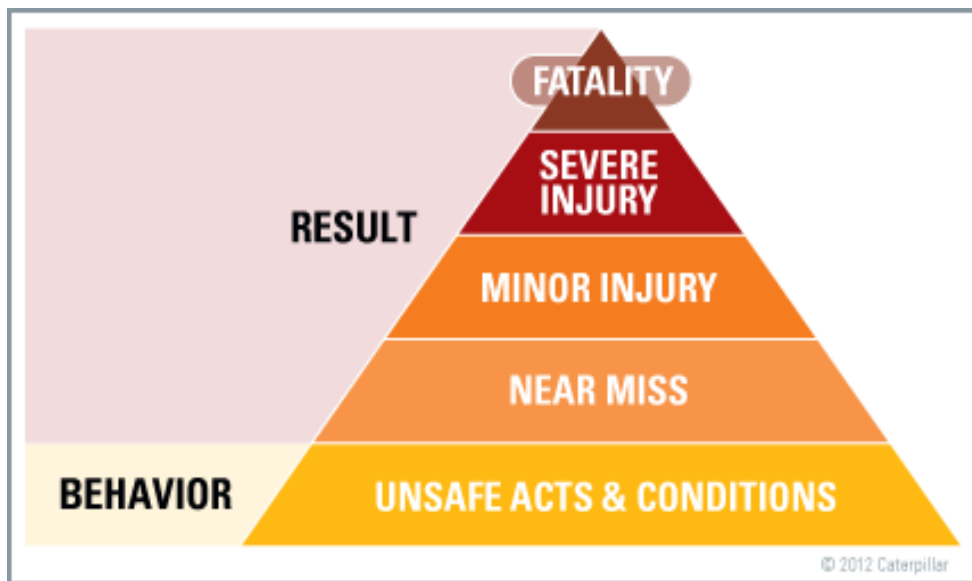 FATALITY
SEVERE
INJURY
RESULT
MINOR INJURY
NEAR MISS
BEHAVIOR
UNSAFE ACTS & CONDITIONS
© 2012 Caterpillar